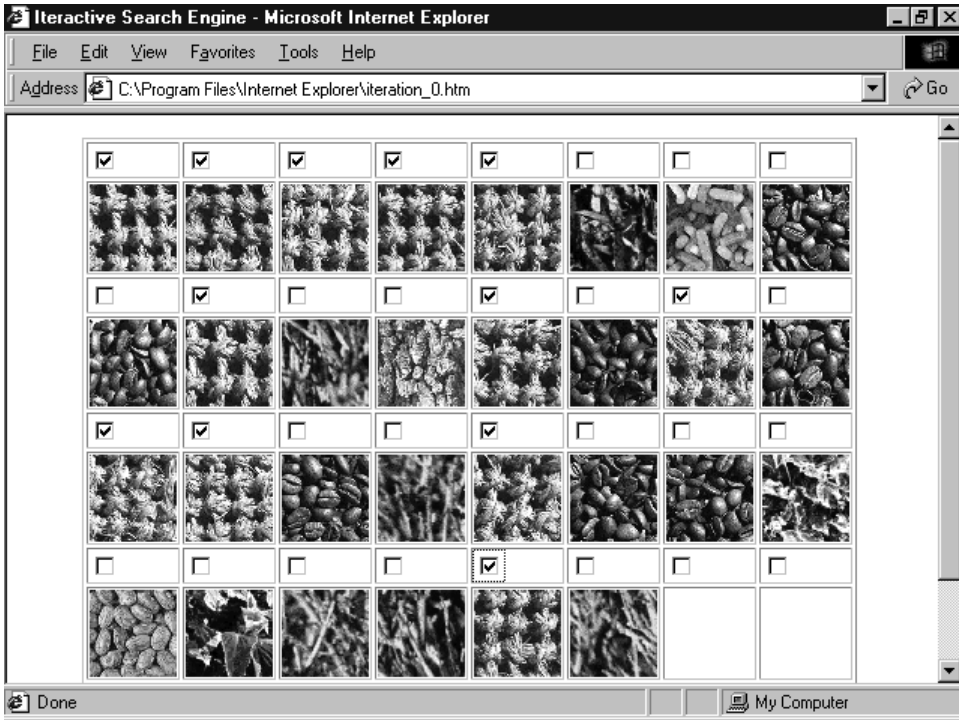 Iteractive Search Engine - Microsoft Internet Explorer
File Edit View Favorites Tools Help
Address C:\Program Files\Internet Explorer\iteration_0.htm Go
Done My Computer